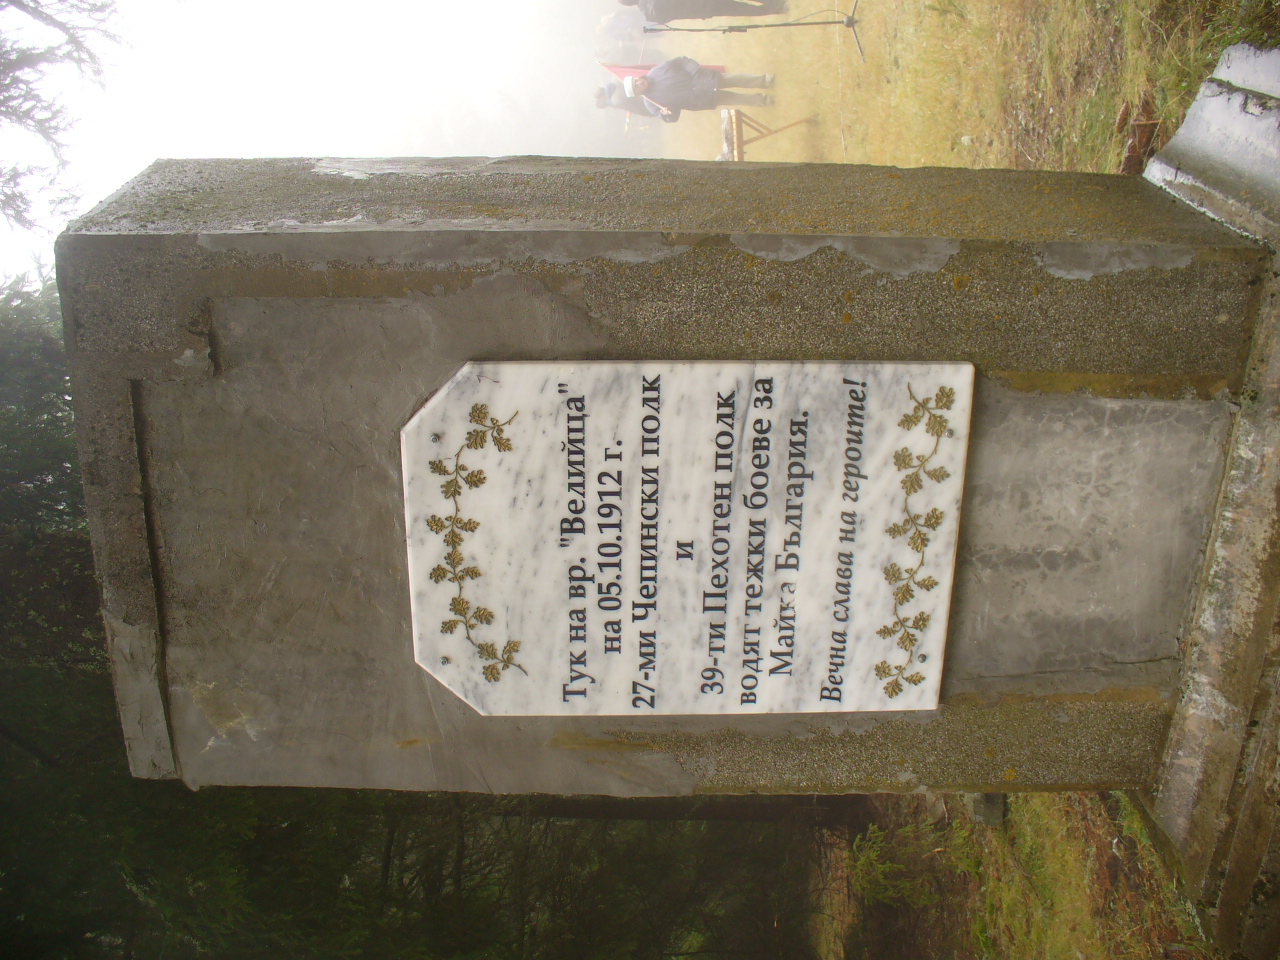 Тук на вр. "Велийца"
на 05.10.1912 г.
27-ми Чепински полк
и
39-ти Пехотен полк
водят тежки боеве за
Майка България.
Вечна слава на героите!